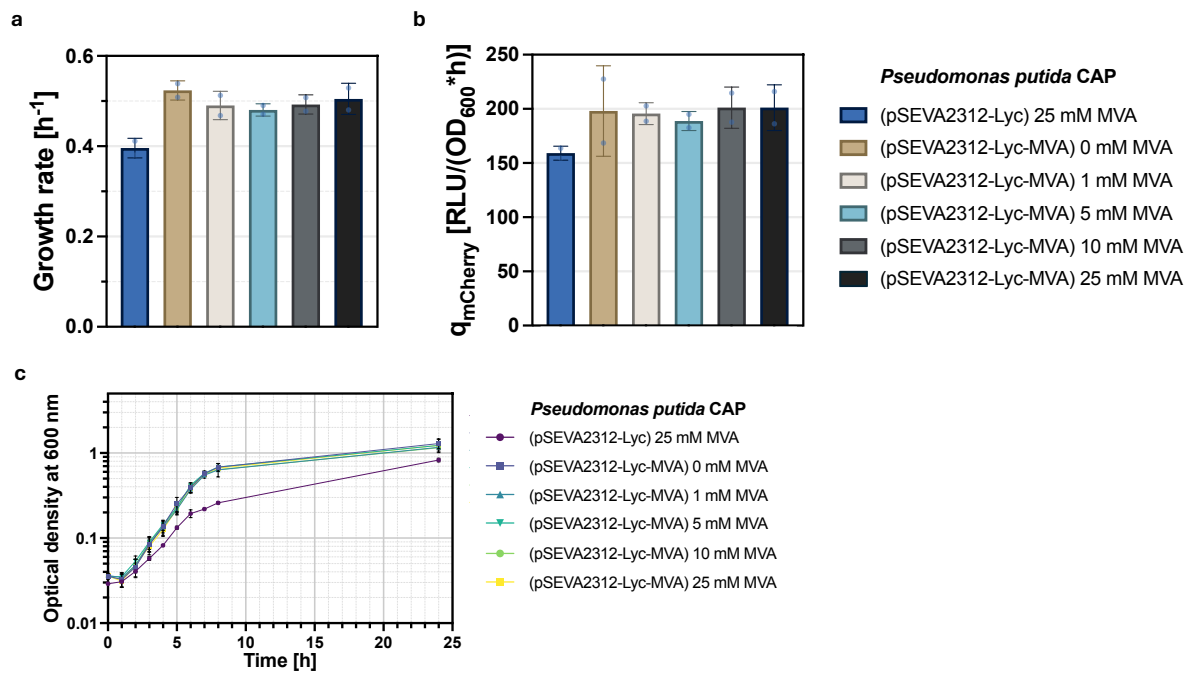 a
Growth rate [h⁻¹]
0.6
0.4
0.2
0.0
b
q_mCherry [RLU/(OD₆₀₀*h)]
250
200
150
100
50
0
Pseudomonas putida CAP
(pSEVA2312-Lyc) 25 mM MVA
(pSEVA2312-Lyc-MVA) 0 mM MVA
(pSEVA2312-Lyc-MVA) 1 mM MVA
(pSEVA2312-Lyc-MVA) 5 mM MVA
(pSEVA2312-Lyc-MVA) 10 mM MVA
(pSEVA2312-Lyc-MVA) 25 mM MVA
c
Optical density at 600 nm
1
0.1
0.01
0 5 10 15 20 25
Time [h]
Pseudomonas putida CAP
(pSEVA2312-Lyc) 25 mM MVA
(pSEVA2312-Lyc-MVA) 0 mM MVA
(pSEVA2312-Lyc-MVA) 1 mM MVA
(pSEVA2312-Lyc-MVA) 5 mM MVA
(pSEVA2312-Lyc-MVA) 10 mM MVA
(pSEVA2312-Lyc-MVA) 25 mM MVA